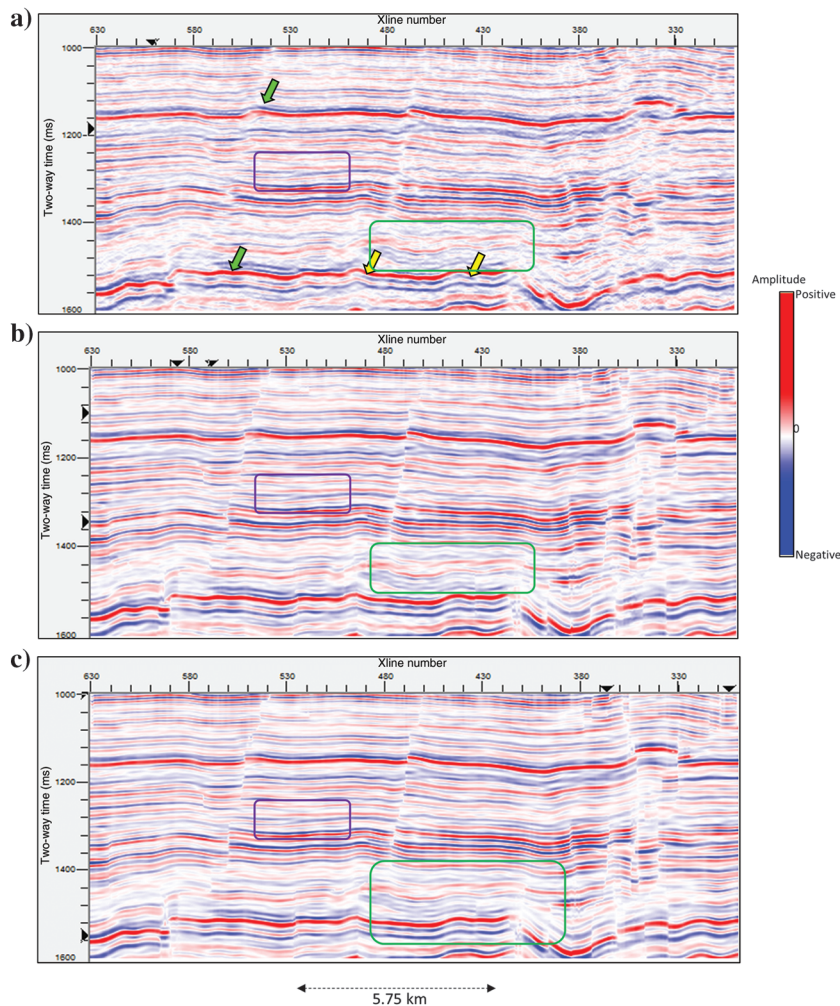 a)
Xline number
630 580 530 480 430 380 330
Two-way time (ms)
1000
1200
1400
1600
Amplitude
Positive
0
Negative
b)
Xline number
630 580 530 480 430 380 330
Two-way time (ms)
1000
1200
1400
1600
c)
Xline number
630 580 530 480 430 380 330
Two-way time (ms)
1000
1200
1400
1600
5.75 km